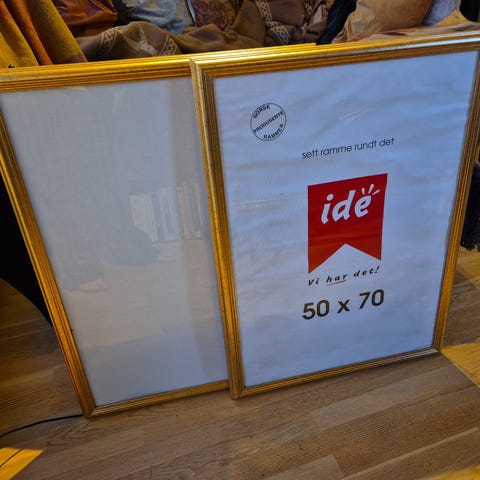 NORSK
PRODUSERTE
RAMMER
sett ramme rundt det
idé
Vi har det!
50 x 70